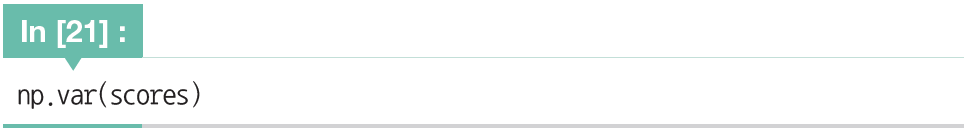 In [21] :
np.var(scores)